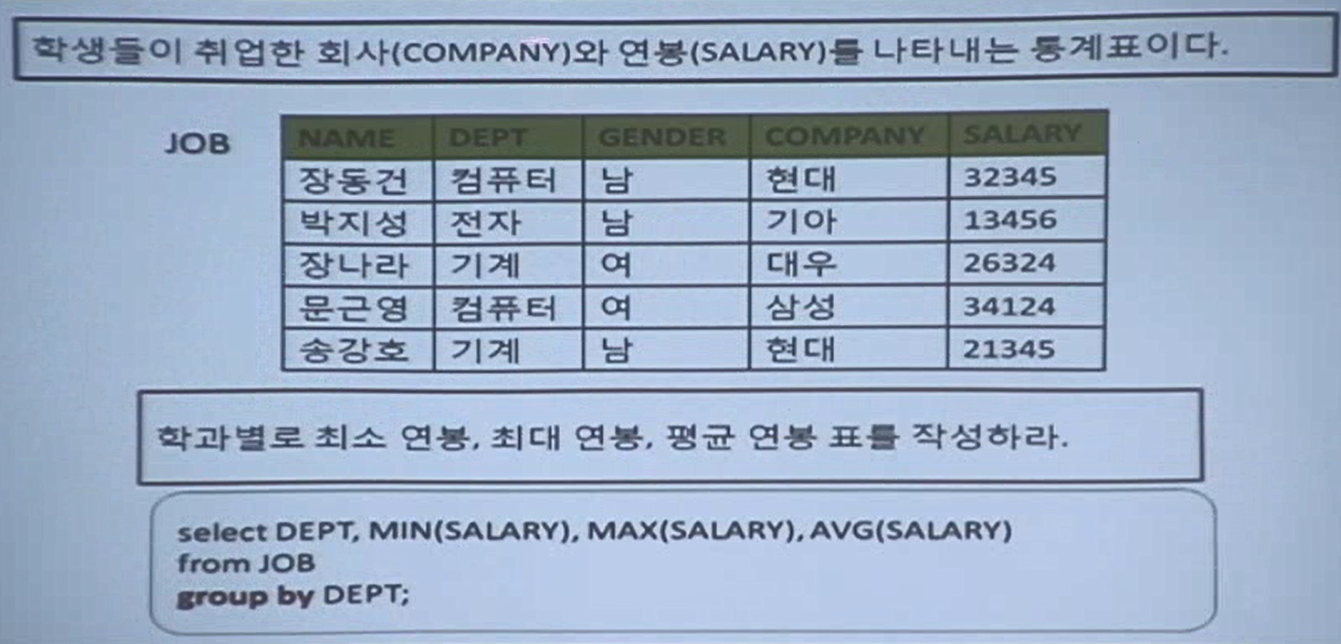 학생들이 취업한 회사(COMPANY)와 연봉(SALARY)를 나타내는 통계표이다.
JOB
NAME DEPT GENDER COMPANY SALARY
장동건 컴퓨터 남 현대 32345
박지성 전자 남 기아 13456
장나라 기계 여 대우 26324
문근영 컴퓨터 여 삼성 34124
송강호 기계 남 현대 21345
학과별로 최소 연봉, 최대 연봉, 평균 연봉 표를 작성하라.
select DEPT, MIN(SALARY), MAX(SALARY), AVG(SALARY)
from JOB
group by DEPT;